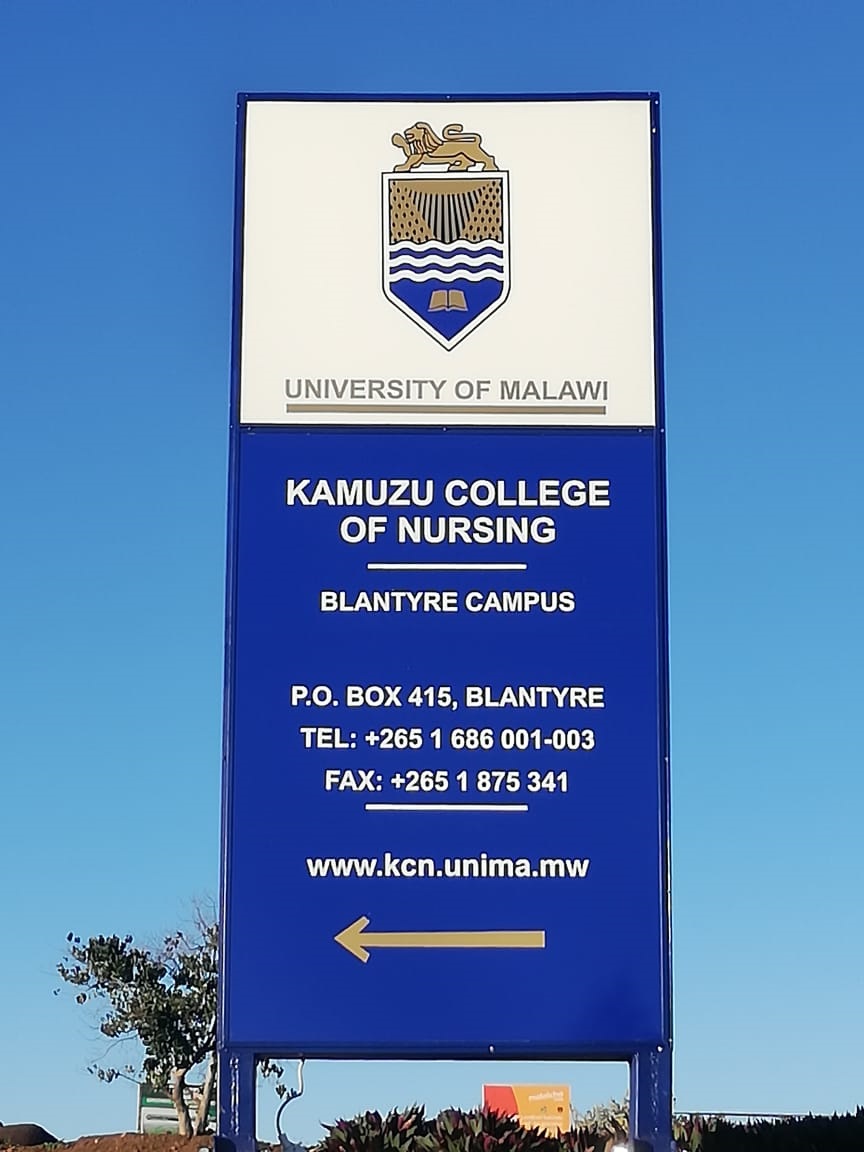 UNIVERSITY OF MALAWI
KAMUZU COLLEGE
OF NURSING
BLANTYRE CAMPUS
P.O. BOX 415, BLANTYRE
TEL: +265 1 686 001-003
FAX: +265 1 875 341
www.kcn.unima.mw